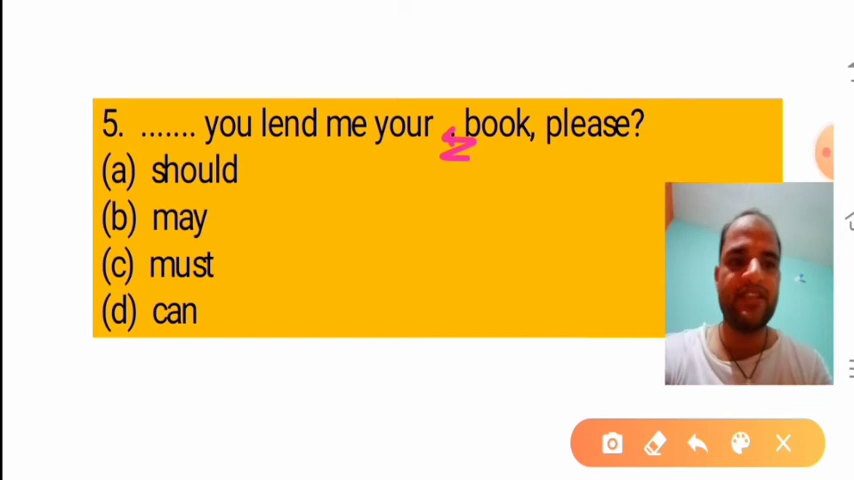 5. ....... you lend me your . book, please?
(a) should
(b) may
(c) must
(d) can